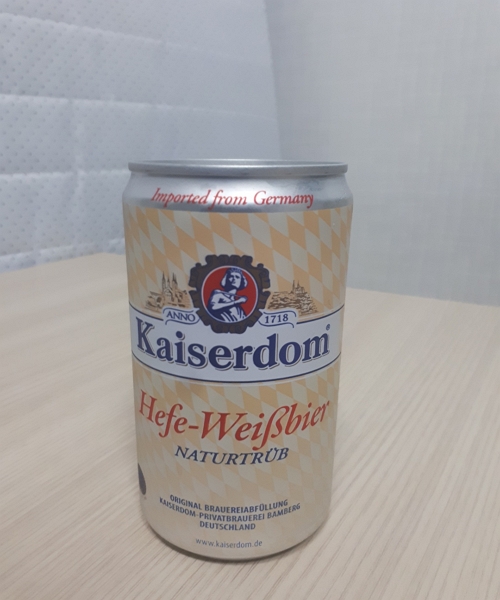 Imported from Germany
ANNO 1718
Kaiserdom®
Hefe-Weißbier
NATURTRÜB
ORIGINAL BRAUEREIABFÜLLUNG
KAISERDOM-PRIVATBRAUEREI BAMBERG
DEUTSCHLAND
www.kaiserdom.de